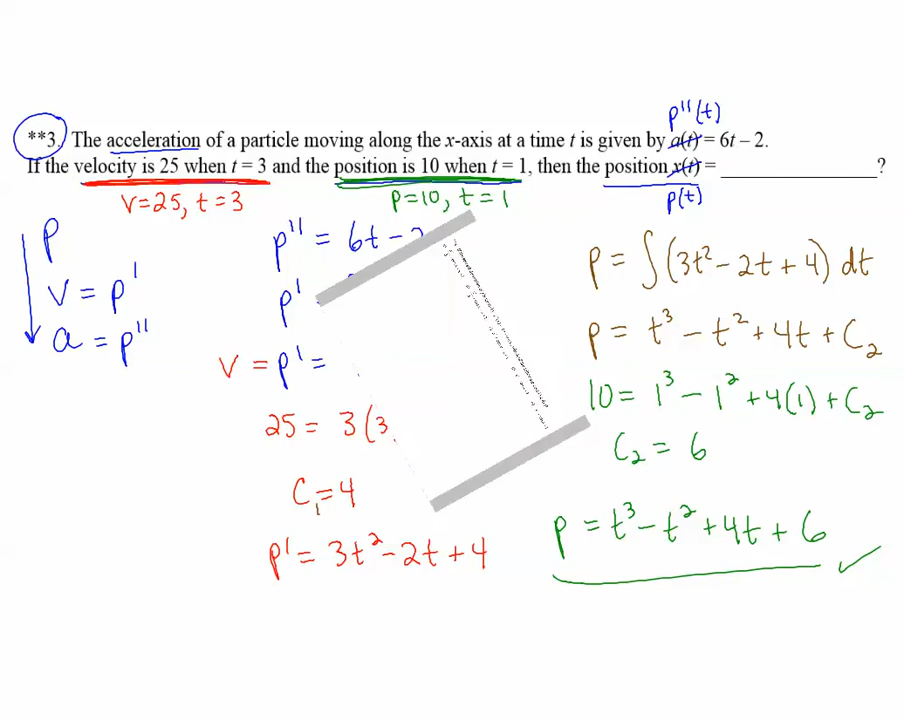 p''(t)
**3. The acceleration of a particle moving along the x-axis at a time t is given by a(t) = 6t – 2.
If the velocity is 25 when t = 3 and the position is 10 when t = 1, then the position x(t) = ____________ ?
v=25, t=3
p=10, t=1
p(t)
p
v = p'
a = p''
p'' = 6t -
p'
v = p' =
25 = 3(3
C₁=4
p' = 3t² - 2t + 4
p = ∫(3t² - 2t + 4) dt
p = t³ - t² + 4t + C₂
10 = 1³ - 1² + 4(1) + C₂
C₂ = 6
p = t³ - t² + 4t + 6